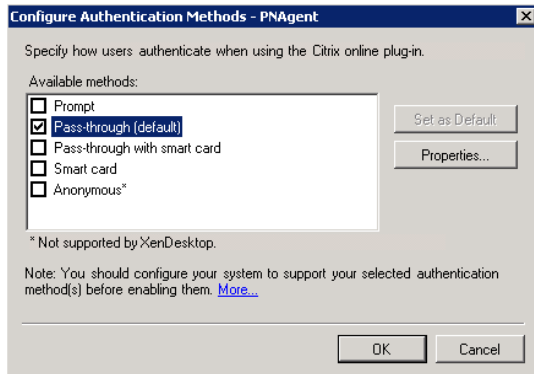 Configure Authentication Methods - PNAgent
Specify how users authenticate when using the Citrix online plug-in.
Available methods:
Prompt
Pass-through (default)
Set as Default
Pass-through with smart card
Properties...
Smart card
Anonymous*
* Not supported by XenDesktop.
Note: You should configure your system to support your selected authentication
method(s) before enabling them. More...
OK
Cancel